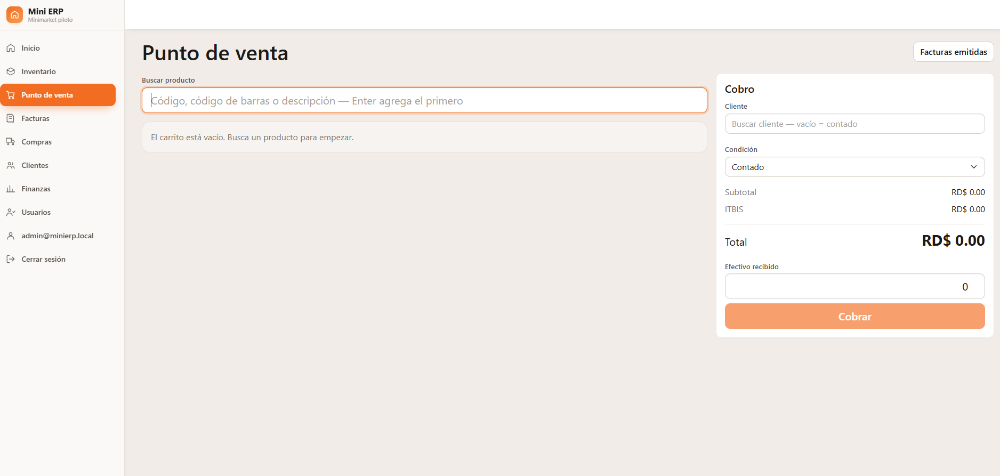 Mini ERP
Minimarket piloto
Inicio
Inventario
Punto de venta
Facturas
Compras
Clientes
Finanzas
Usuarios
admin@minierp.local
Cerrar sesión
Punto de venta
Facturas emitidas
Buscar producto
Código, código de barras o descripción — Enter agrega el primero
El carrito está vacío. Busca un producto para empezar.
Cobro
Cliente
Buscar cliente — vacío = contado
Condición
Contado
Subtotal RD$ 0.00
ITBIS RD$ 0.00
Total RD$ 0.00
Efectivo recibido
0
Cobrar